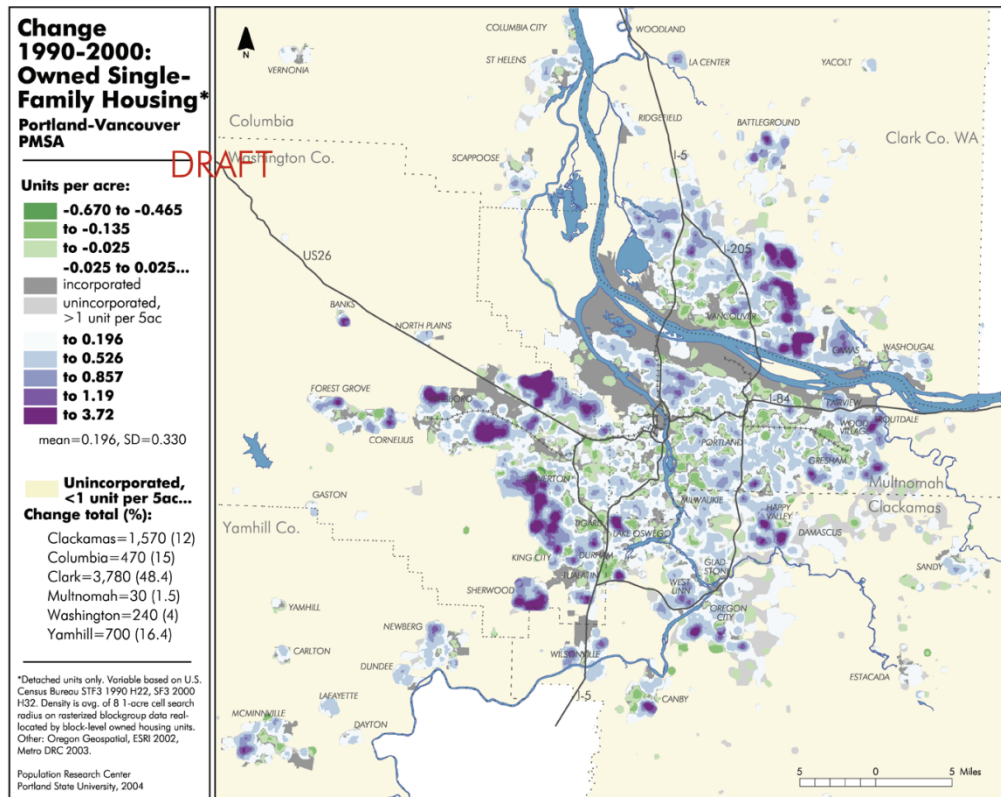 Change
1990-2000:
Owned Single-
Family Housing*
Portland-Vancouver
PMSA
DRAFT
Units per acre:
-0.670 to -0.465
to -0.135
to -0.025
-0.025 to 0.025...
incorporated
unincorporated,
>1 unit per 5ac
to 0.196
to 0.526
to 0.857
to 1.19
to 3.72
mean=0.196, SD=0.330
Unincorporated,
<1 unit per 5ac...
Change total (%):
Clackamas=1,570 (12)
Columbia=470 (15)
Clark=3,780 (48.4)
Multnomah=30 (1.5)
Washington=240 (4)
Yamhill=700 (16.4)
*Detached units only. Variable based on U.S.
Census Bureau STF3 1990 H22, SF3 2000
H32. Density is avg. of 8 1-acre cell search
radius on rasterized blockgroup data real-
located by block-level owned housing units.
Other: Oregon Geospatial, ESRI 2002,
Metro DRC 2003.
Population Research Center
Portland State University, 2004
N
COLUMBIA CITY
WOODLAND
VERNONIA
ST HELENS
LA CENTER
YACOLT
Columbia
RIDGEFIELD
BATTLEGROUND
Clark Co. WA
Washington Co.
SCAPPOOSE
I-5
US26
I-205
BANKS
NORTH PLAINS
VANCOUVER
CAMAS
WASHOUGAL
FOREST GROVE
BORO
I-84
FAIRVIEW
CORNELIUS
PORTLAND
WOOD
VILLAGE
TROUTDALE
GRESHAM
ERTON
MILWAUKIE
Multnomah
Clackamas
GASTON
Yamhill Co.
TIGARD
LAKE OSWEGO
HAPPY
VALLEY
DAMASCUS
KING CITY
DURHAM
TUALATIN
GLAD
STONE
SANDY
SHERWOOD
WEST
LINN
YAMHILL
OREGON
CITY
NEWBERG
CARLTON
WILSONVILLE
DUNDEE
ESTACADA
LAFAYETTE
I-5
CANBY
MCMINNVILLE
DAYTON
5 0 5 Miles